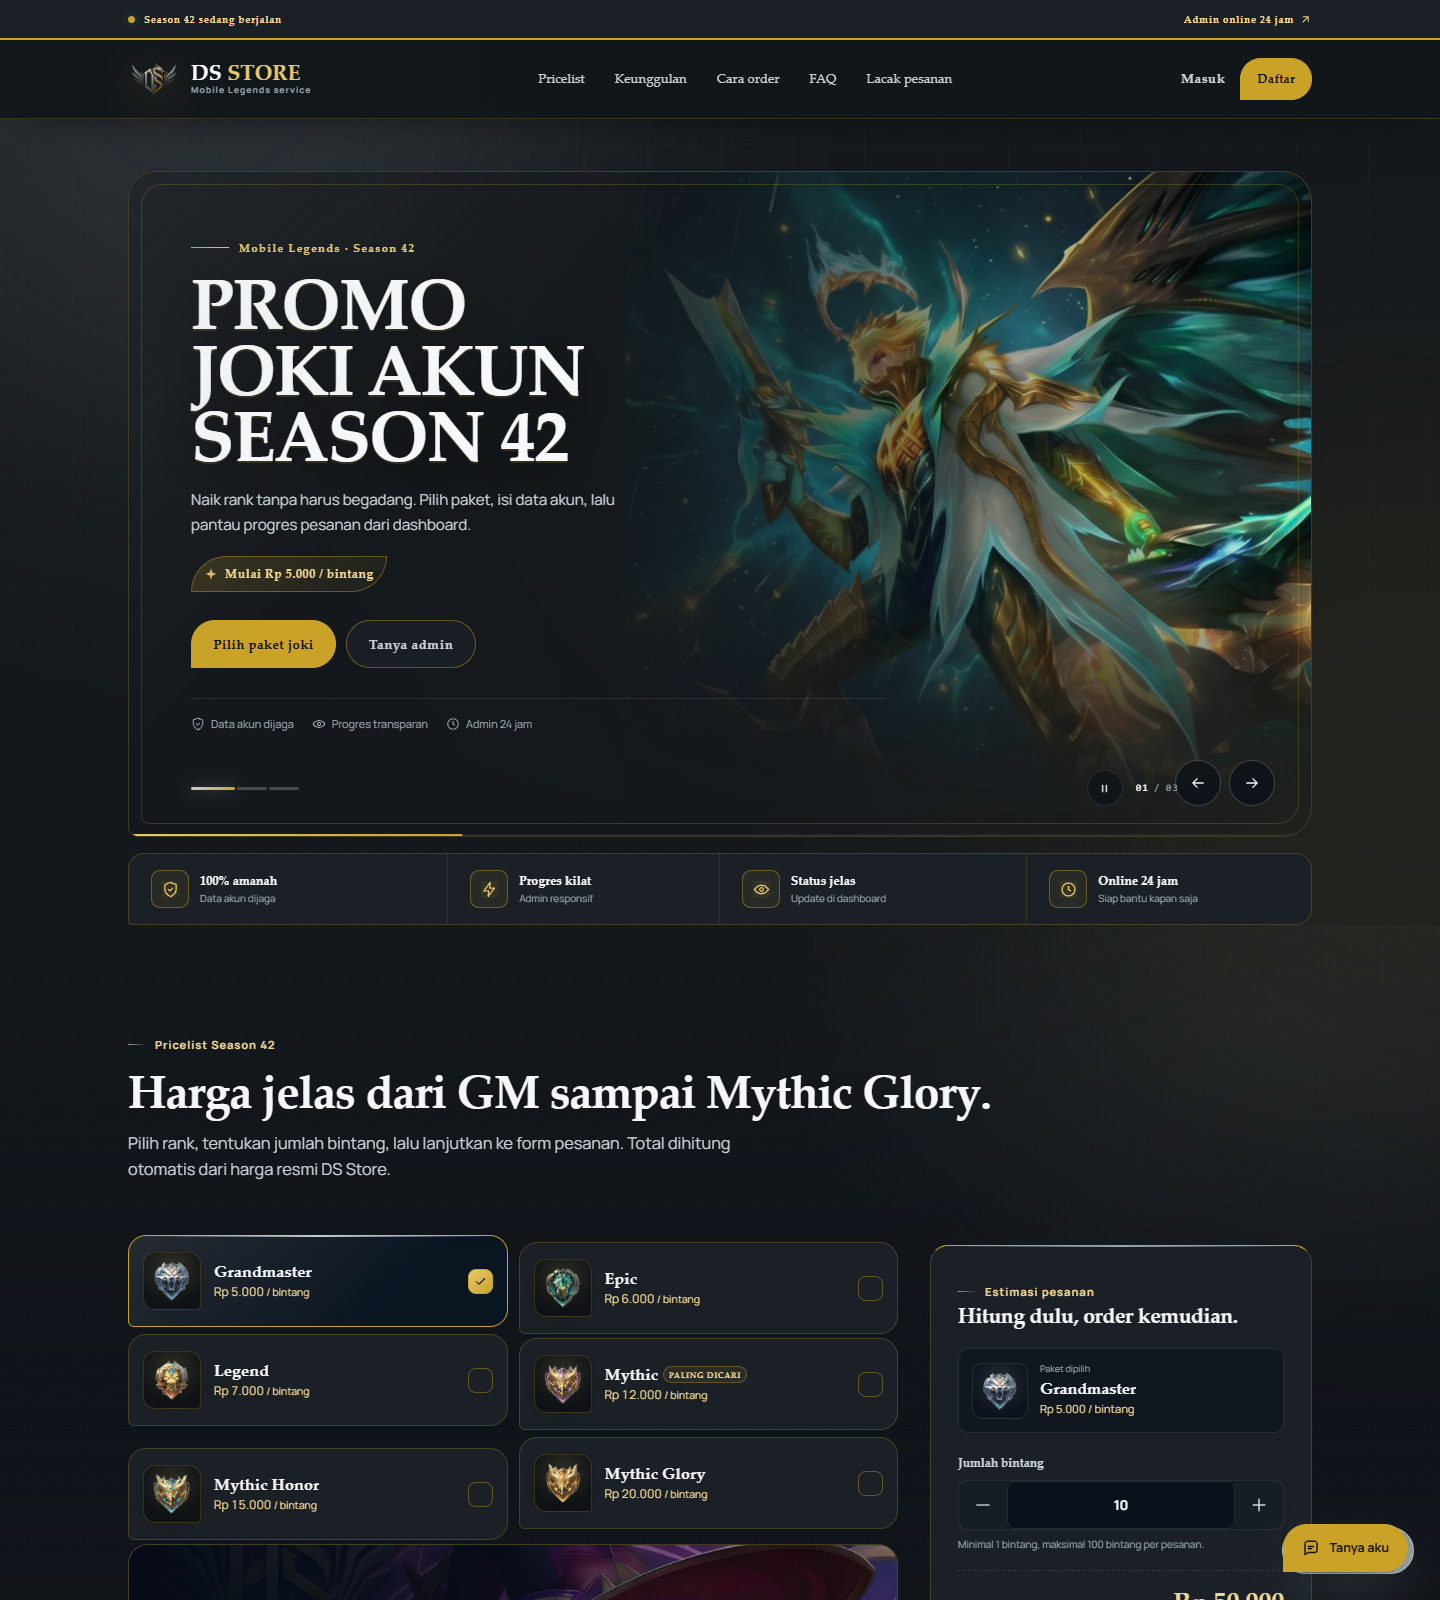 Season 42 sedang berjalan
Admin online 24 jam
DS STORE
Mobile Legends service
Pricelist
Keunggulan
Cara order
FAQ
Lacak pesanan
Masuk
Daftar
Mobile Legends · Season 42
PROMO
JOKI AKUN
SEASON 42
Naik rank tanpa harus begadang. Pilih paket, isi data akun, lalu
pantau progres pesanan dari dashboard.
Mulai Rp 5.000 / bintang
Pilih paket joki
Tanya admin
Data akun dijaga
Progres transparan
Admin 24 jam
01 / 03
100% amanah
Data akun dijaga
Progres kilat
Admin responsif
Status jelas
Update di dashboard
Online 24 jam
Siap bantu kapan saja
Pricelist Season 42
Harga jelas dari GM sampai Mythic Glory.
Pilih rank, tentukan jumlah bintang, lalu lanjutkan ke form pesanan. Total dihitung
otomatis dari harga resmi DS Store.
Grandmaster
Rp 5.000 / bintang
Epic
Rp 6.000 / bintang
Legend
Rp 7.000 / bintang
Mythic PALING DICARI
Rp 12.000 / bintang
Mythic Honor
Rp 15.000 / bintang
Mythic Glory
Rp 20.000 / bintang
Estimasi pesanan
Hitung dulu, order kemudian.
Paket dipilih
Grandmaster
Rp 5.000 / bintang
Jumlah bintang
10
Minimal 1 bintang, maksimal 100 bintang per pesanan.
Rp 50.000
Tanya aku